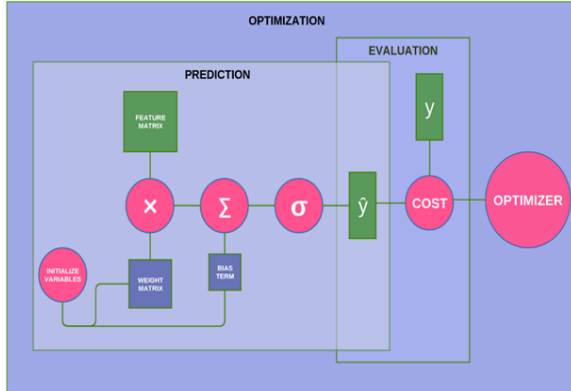 OPTIMIZATION
EVALUATION
PREDICTION
FEATURE
MATRIX
y
×
Σ
σ
ŷ
COST
OPTIMIZER
INITIALIZE
VARIABLES
WEIGHT
MATRIX
BIAS
TERM